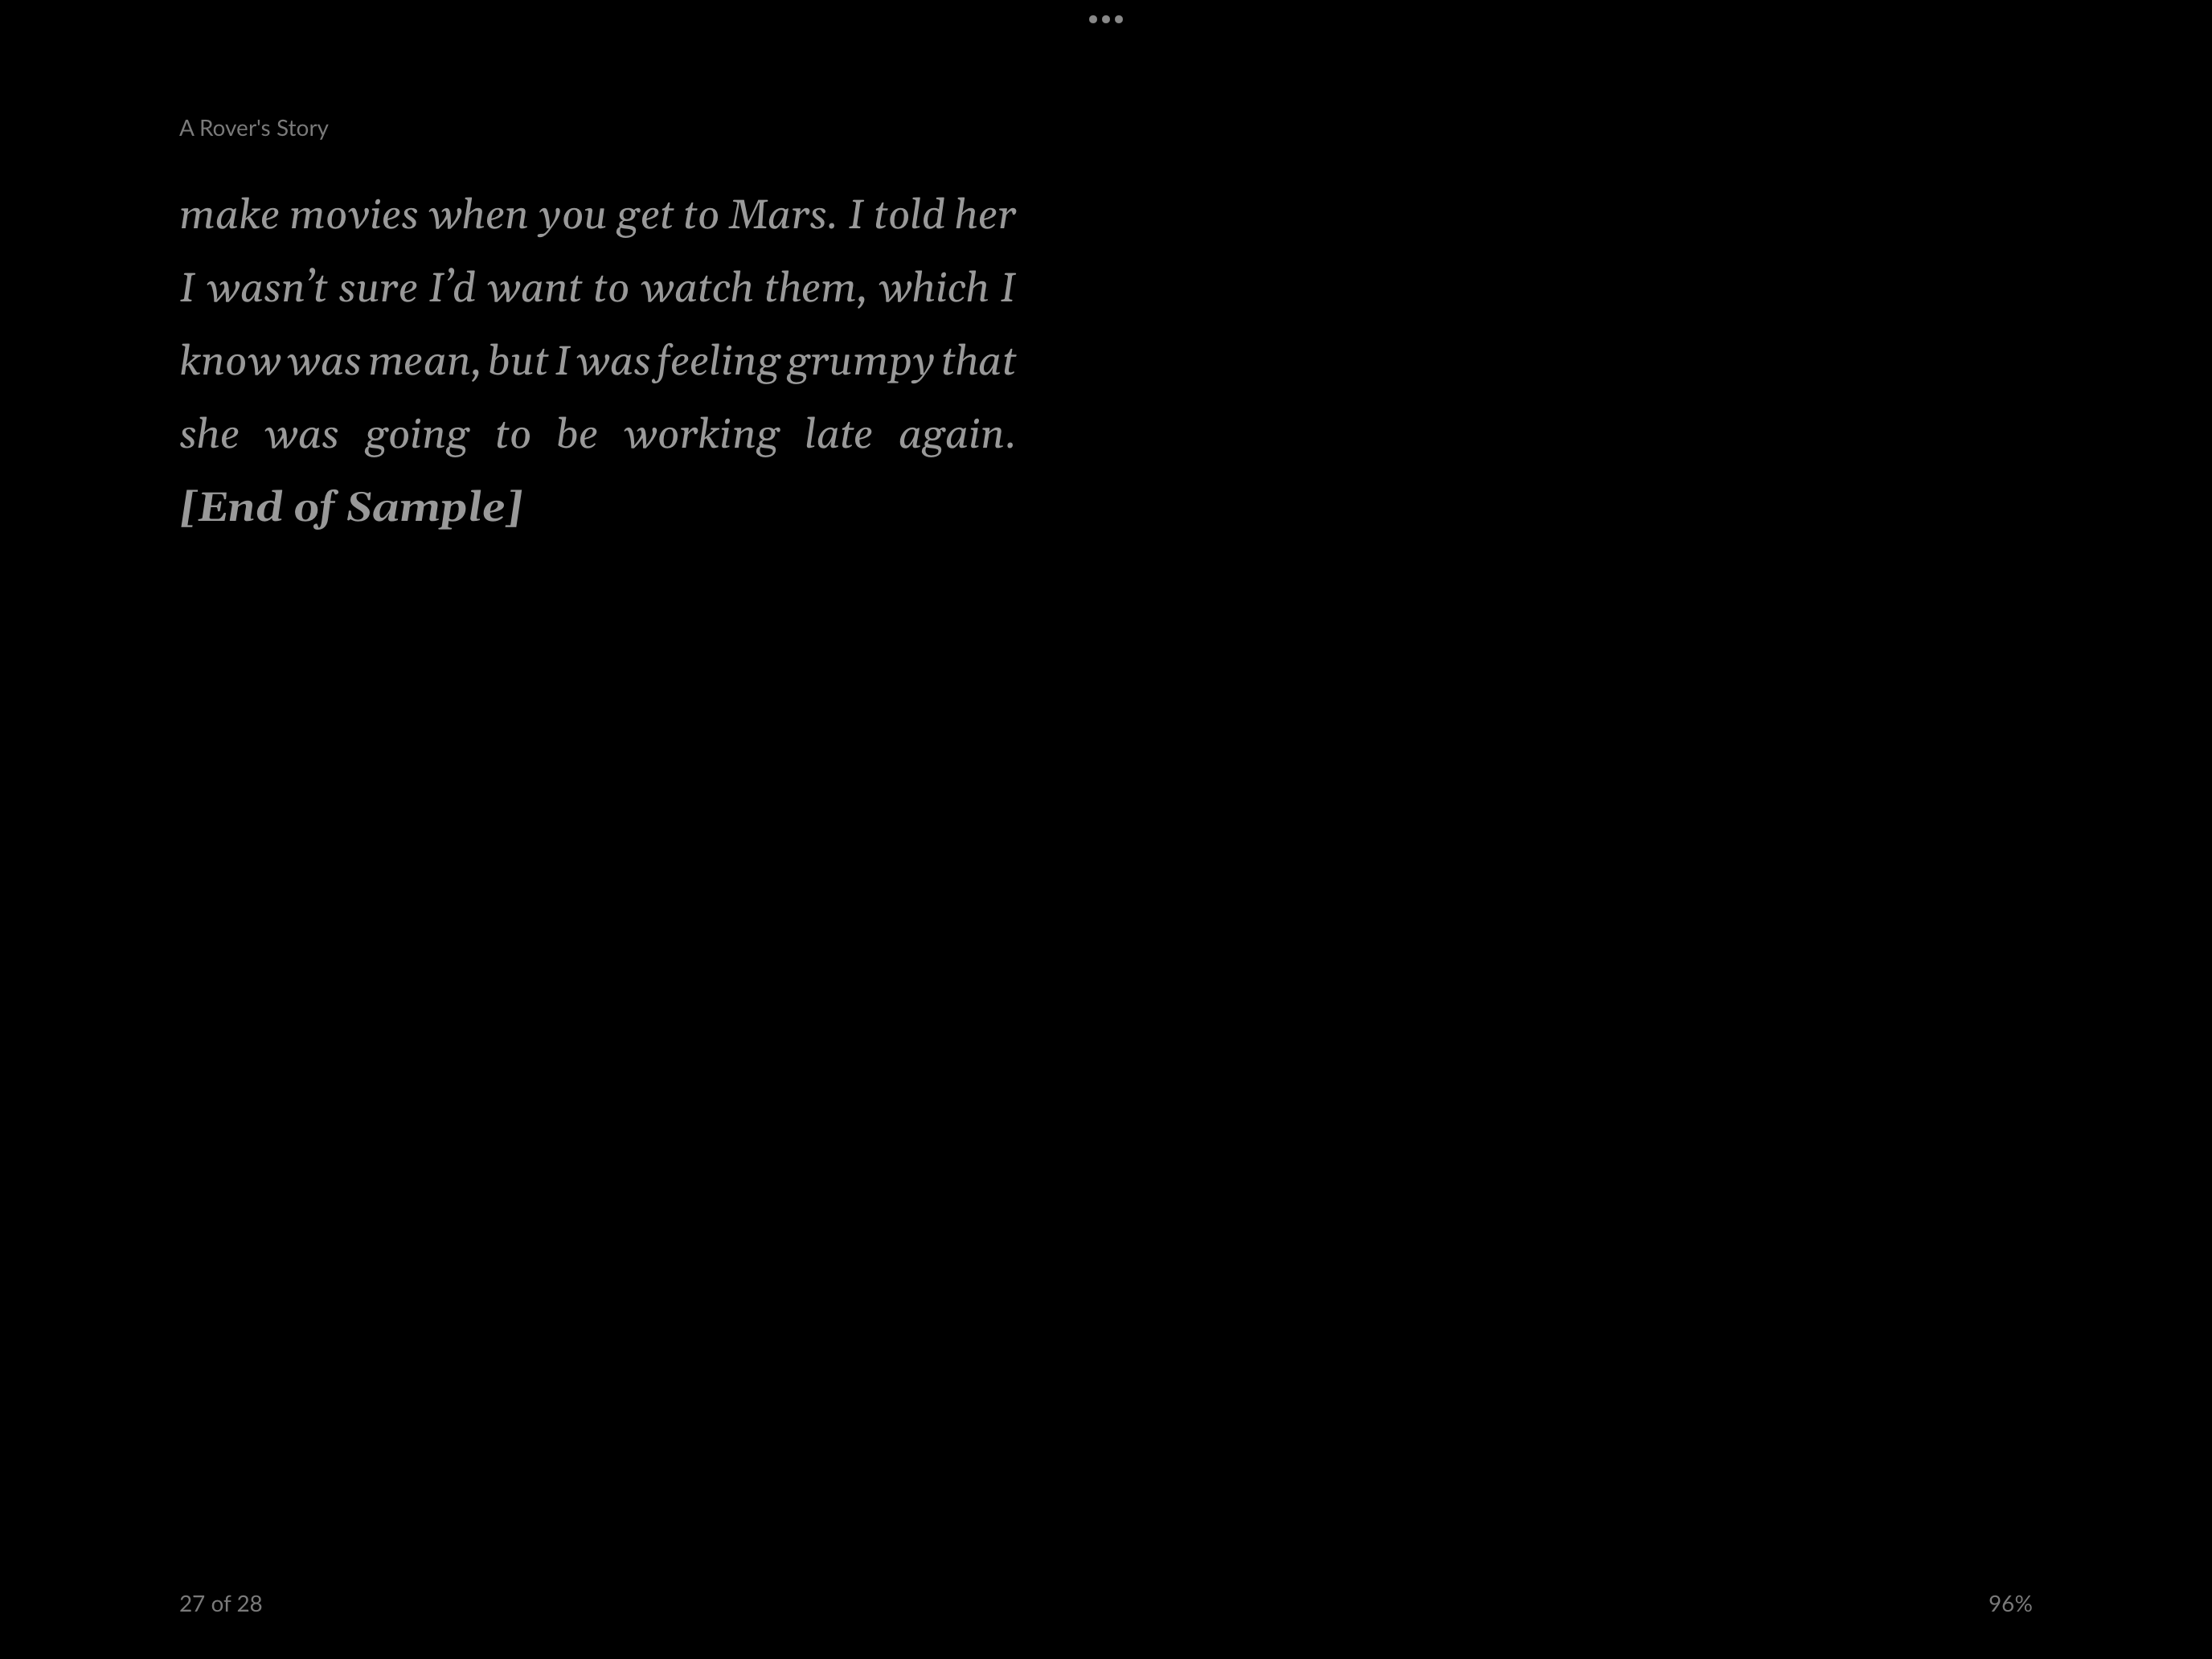 A Rover's Story
make movies when you get to Mars. I told her
I wasn’t sure I’d want to watch them, which I
know was mean, but I was feeling grumpy that
she was going to be working late again.
[End of Sample]
27 of 28
96%